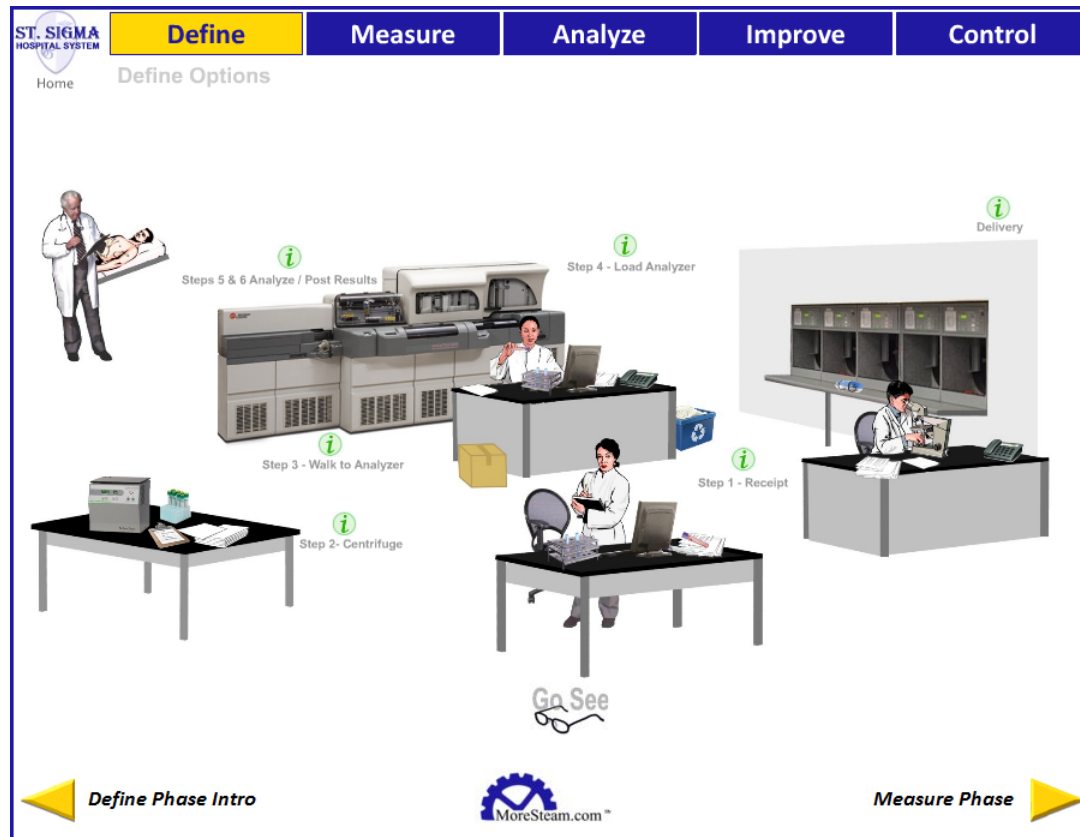 ST. SIGMA
HOSPITAL SYSTEM
Home
Define
Measure
Analyze
Improve
Control
Define Options
Delivery
Steps 5 & 6 Analyze / Post Results
Step 4 - Load Analyzer
Step 3 - Walk to Analyzer
Step 1 - Receipt
Step 2- Centrifuge
Go See
Define Phase Intro
MoreSteam.com™
Measure Phase